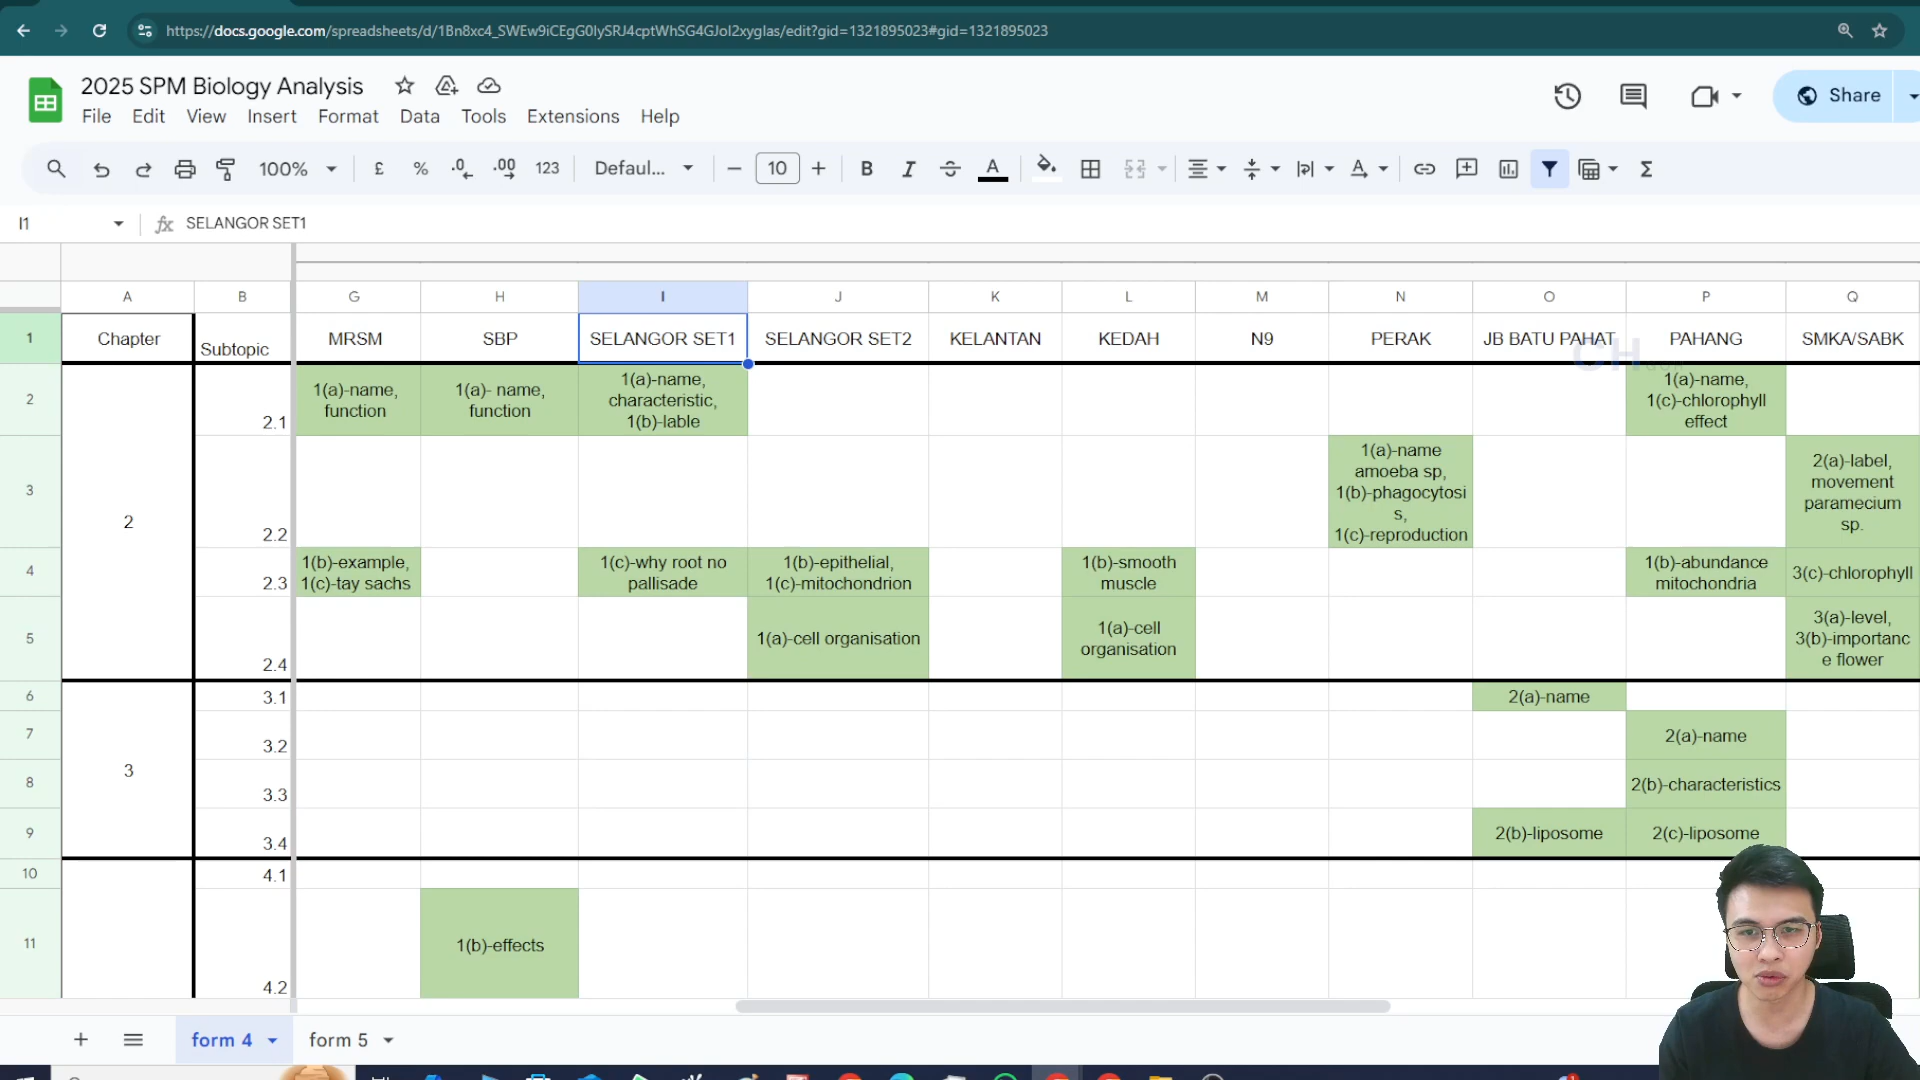 https://docs.google.com/spreadsheets/d/1Bn8xc4_SWEw9iCEgG0lySRJ4cptWhSG4GJol2xyglas/edit?gid=1321895023#gid=1321895023
2025 SPM Biology Analysis
Share
File Edit View Insert Format Data Tools Extensions Help
100% £ % .0 .00 123 Defaul... 10 B I A
I1 SELANGOR SET1
A B G H I J K L M N O P Q
1 Chapter Subtopic MRSM SBP SELANGOR SET1 SELANGOR SET2 KELANTAN KEDAH N9 PERAK JB BATU PAHAT PAHANG SMKA/SABK
GH
2
2.1
1(a)-name,
function
1(a)- name,
function
1(a)-name,
characteristic,
1(b)-lable
1(a)-name,
1(c)-chlorophyll
effect
3
2
2.2
1(a)-name
amoeba sp,
1(b)-phagocytosi
s,
1(c)-reproduction
2(a)-label,
movement
paramecium
sp.
4
2.3
1(b)-example,
1(c)-tay sachs
1(c)-why root no
pallisade
1(b)-epithelial,
1(c)-mitochondrion
1(b)-smooth
muscle
1(b)-abundance
mitochondria
3(c)-chlorophyll
5
2.4
1(a)-cell organisation
1(a)-cell
organisation
3(a)-level,
3(b)-importanc
e flower
6 3.1 2(a)-name
7 3.2 2(a)-name
3
8 3.3 2(b)-characteristics
9 3.4 2(b)-liposome 2(c)-liposome
10 4.1
11 4.2 1(b)-effects
form 4 form 5